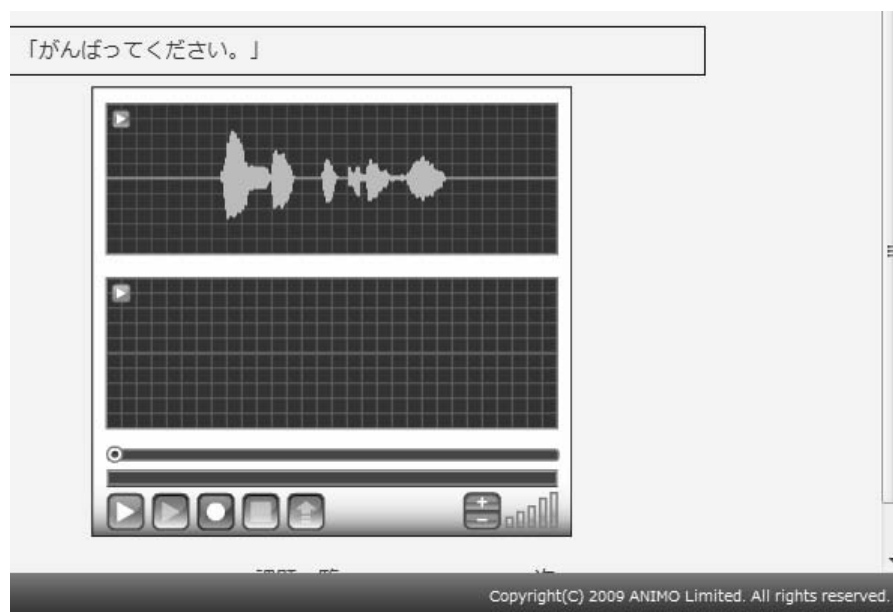 「がんばってください。」
Copyright(C) 2009 ANIMO Limited. All rights reserved.